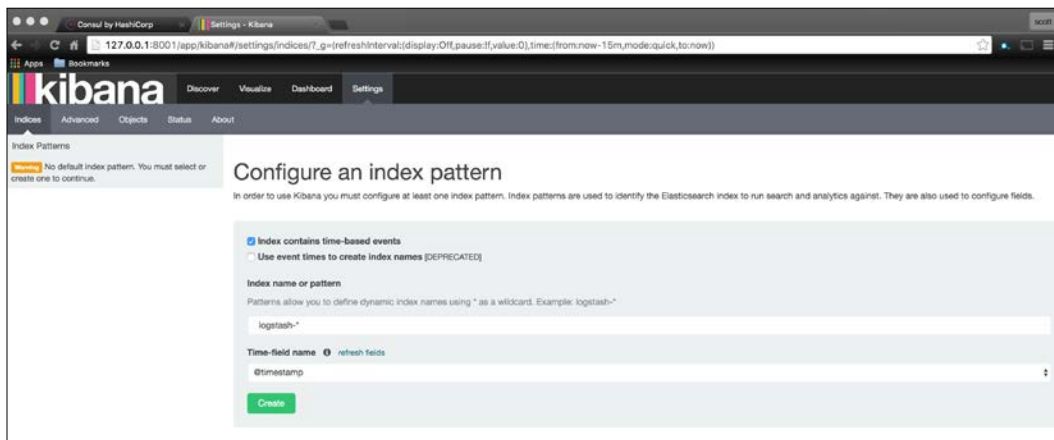 Consul by HashiCorp
Settings - Kibana
scott
127.0.0.1:8001/app/kibana#/settings/indices/?_g=(refreshInterval:(display:Off,pause:!f,value:0),time:(from:now-15m,mode:quick,to:now))
Apps Bookmarks
kibana Discover Visualize Dashboard Settings
Indices Advanced Objects Status About
Index Patterns
Warning No default index pattern. You must select or
create one to continue.
Configure an index pattern
In order to use Kibana you must configure at least one index pattern. Index patterns are used to identify the Elasticsearch index to run search and analytics against. They are also used to configure fields.
Index contains time-based events
Use event times to create index names [DEPRECATED]
Index name or pattern
Patterns allow you to define dynamic index names using * as a wildcard. Example: logstash-*
logstash-*
Time-field name refresh fields
@timestamp
Create